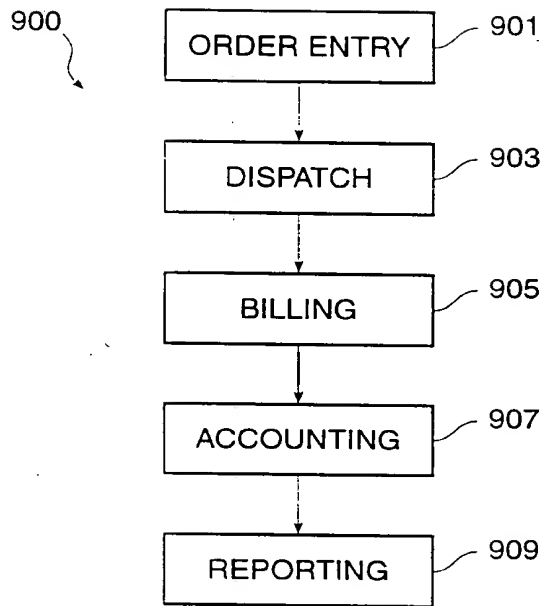 900
ORDER ENTRY 901
DISPATCH 903
BILLING 905
ACCOUNTING 907
REPORTING 909